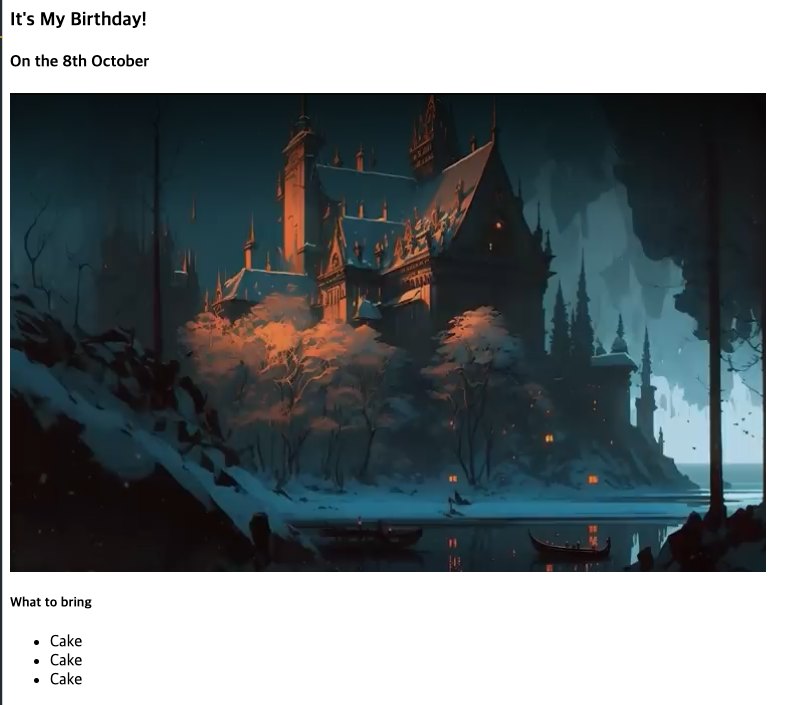 It's My Birthday!
On the 8th October
What to bring
Cake
Cake
Cake